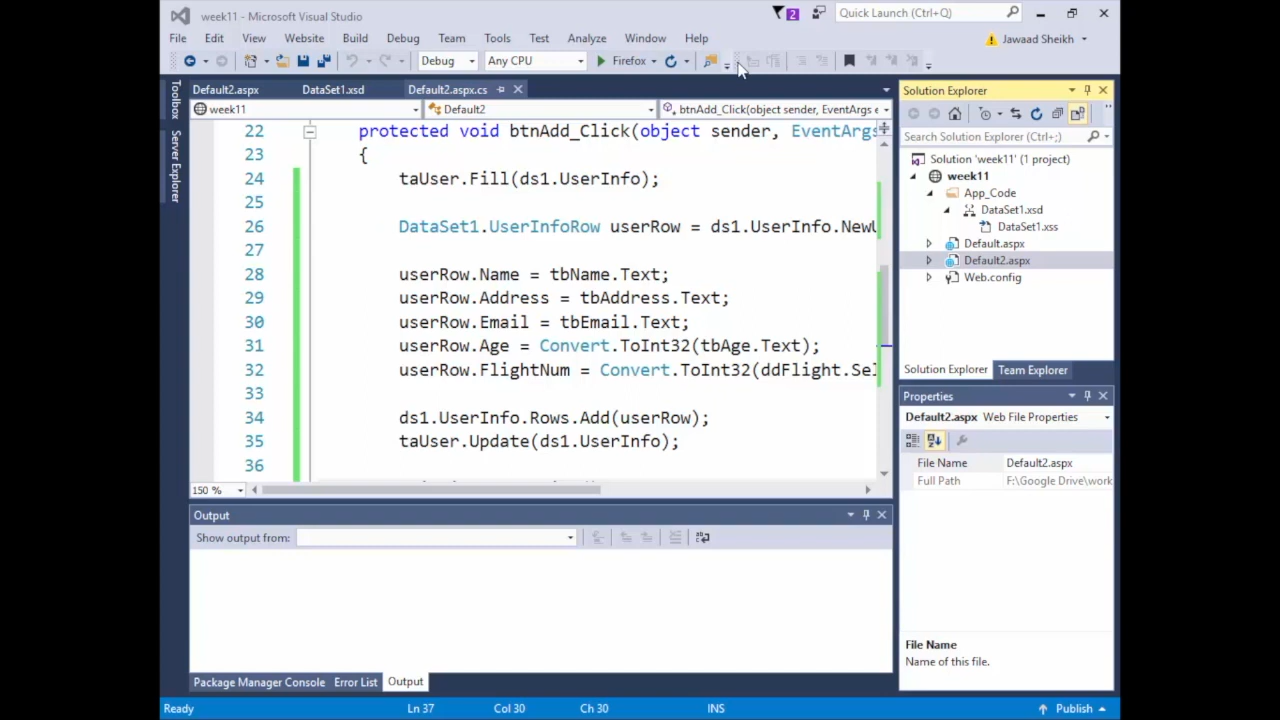 week11 - Microsoft Visual Studio
2
Quick Launch (Ctrl+Q)
File Edit View Website Build Debug Team Tools Test Analyze Window Help
Jawaad Sheikh
Debug Any CPU Firefox
Toolbox
Server Explorer
Default2.aspx DataSet1.xsd Default2.aspx.cs
week11 Default2 btnAdd_Click(object sender, EventArgs e
22 protected void btnAdd_Click(object sender, EventArgs
23 {
24 taUser.Fill(ds1.UserInfo);
25
26 DataSet1.UserInfoRow userRow = ds1.UserInfo.NewU
27
28 userRow.Name = tbName.Text;
29 userRow.Address = tbAddress.Text;
30 userRow.Email = tbEmail.Text;
31 userRow.Age = Convert.ToInt32(tbAge.Text);
32 userRow.FlightNum = Convert.ToInt32(ddFlight.Sel
33
34 ds1.UserInfo.Rows.Add(userRow);
35 taUser.Update(ds1.UserInfo);
36
150 %
Output
Show output from:
Package Manager Console Error List Output
Solution Explorer
Search Solution Explorer (Ctrl+;)
Solution 'week11' (1 project)
week11
App_Code
DataSet1.xsd
DataSet1.xss
Default.aspx
Default2.aspx
Web.config
Solution Explorer Team Explorer
Properties
Default2.aspx Web File Properties
File Name Default2.aspx
Full Path F:\Google Drive\work
File Name
Name of this file.
Ready Ln 37 Col 30 Ch 30 INS Publish